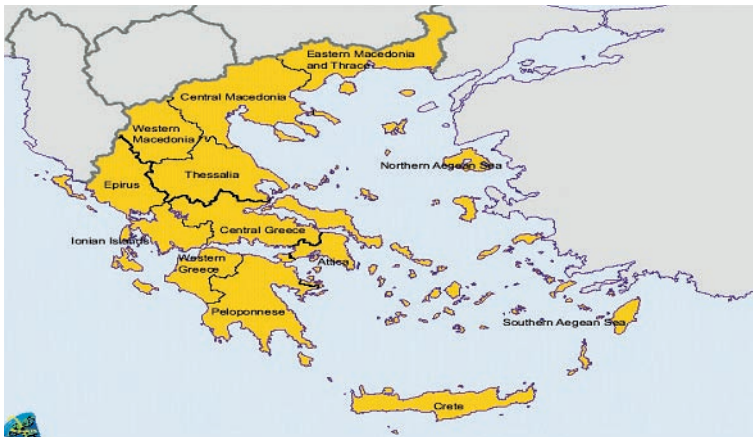 Eastern Macedonia
and Thrace
Central Macedonia
Western
Macedonia
Northern Aegean Sea
Thessalia
Epirus
Central Greece
Ionian Islands
Western
Greece
Attica
Peloponnese
Southern Aegean Sea
Crete